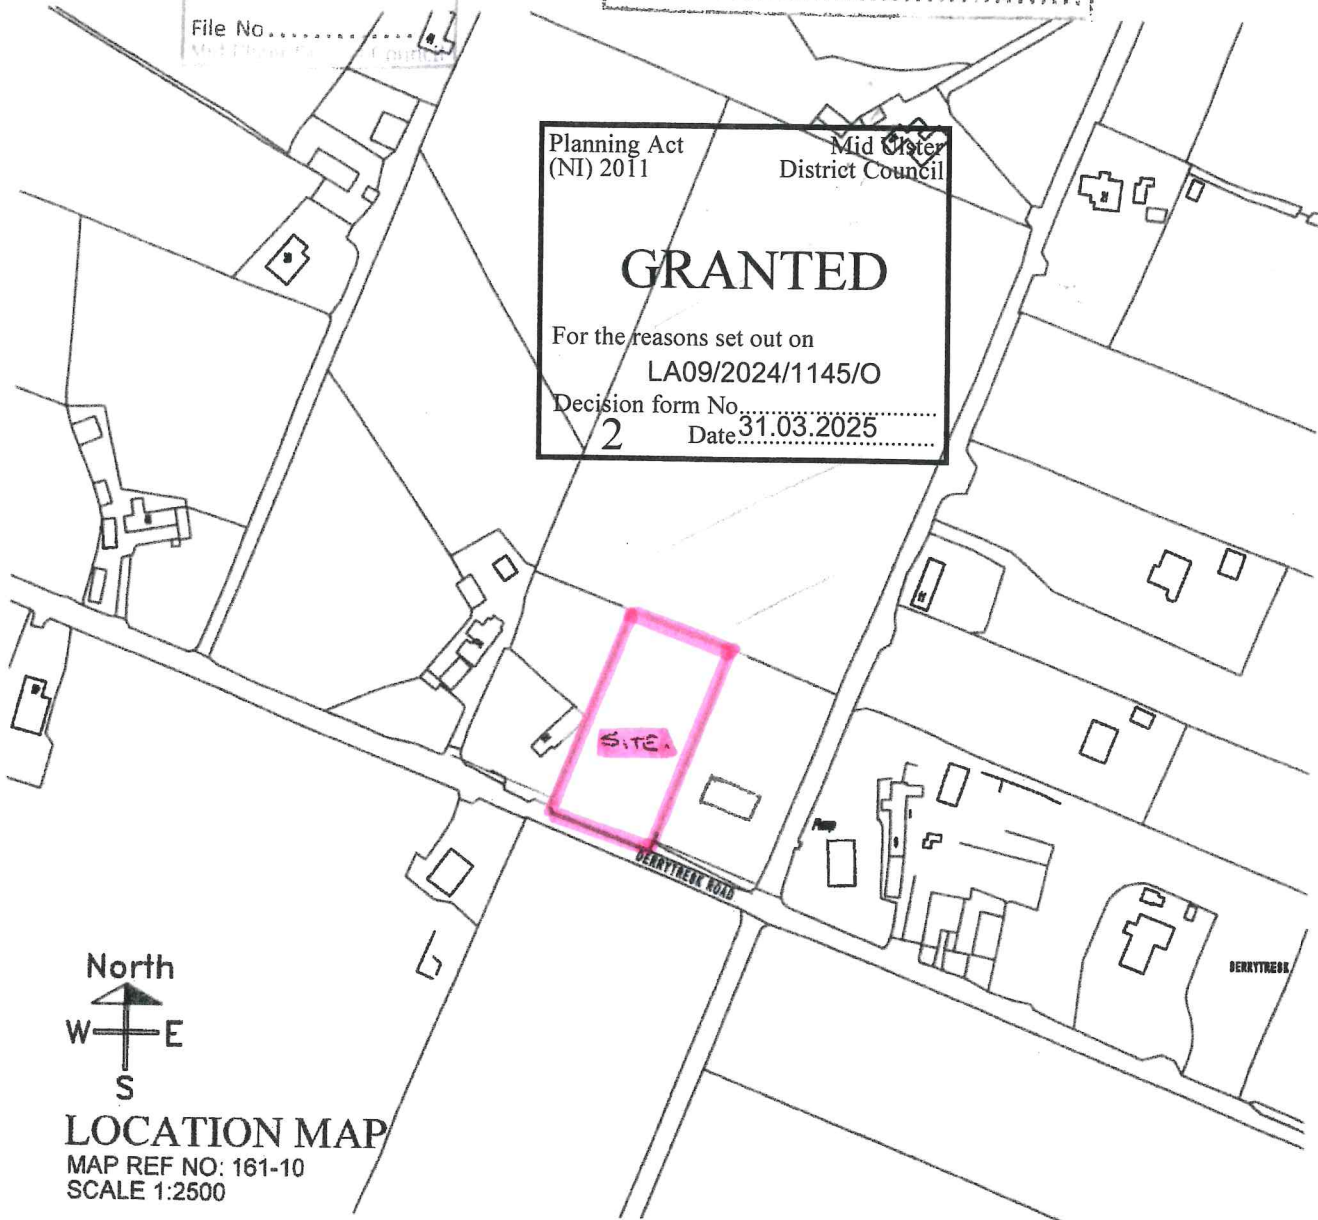 File No..............
Planning Act
(NI) 2011
Mid Ulster
District Council
GRANTED
For the reasons set out on
LA09/2024/1145/O
Decision form No..............................
2
Date 31.03.2025
SITE.
DERRYTRESK ROAD
Pump
DERRYTRESK
North
W E
S
LOCATION MAP
MAP REF NO: 161-10
SCALE 1:2500